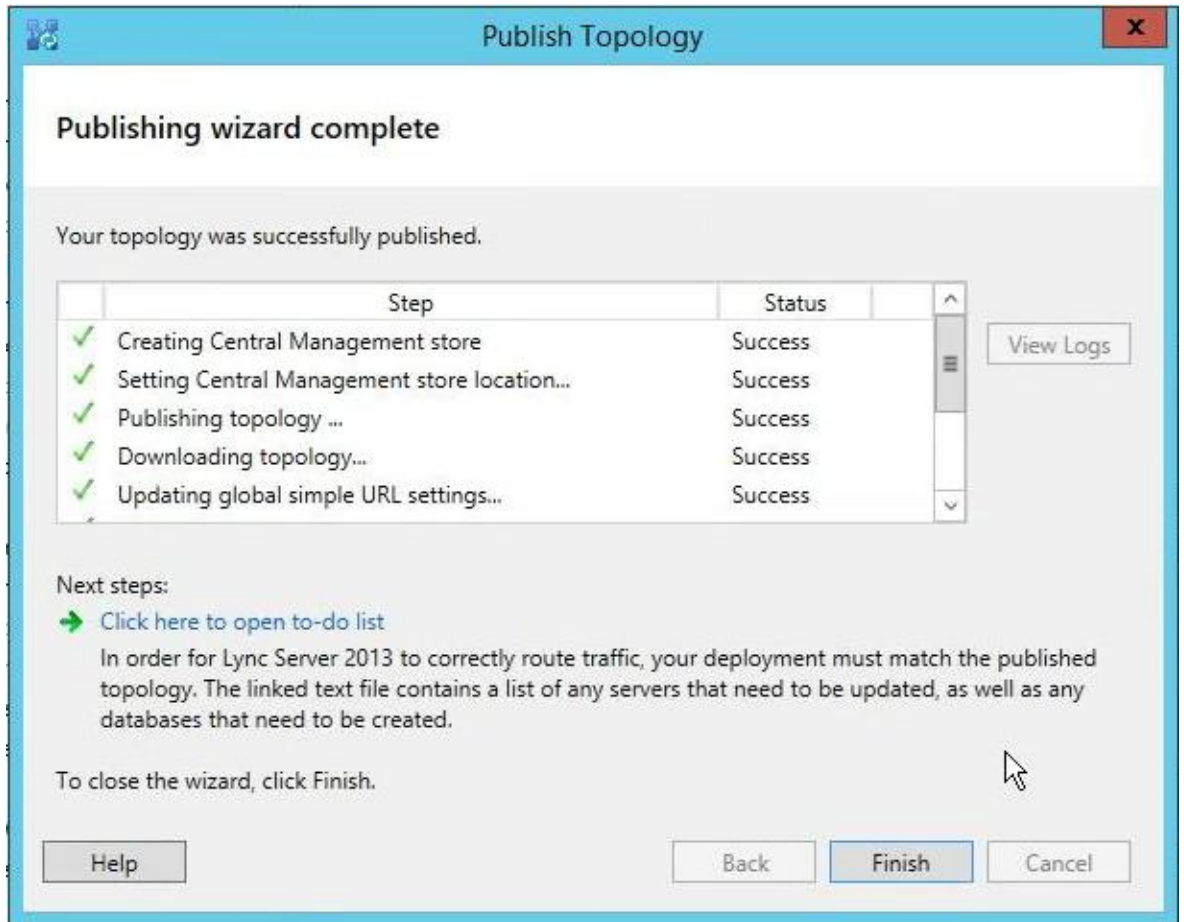 Publish Topology
x
Publishing wizard complete
Your topology was successfully published.
Step Status
Creating Central Management store Success
Setting Central Management store location... Success
Publishing topology ... Success
Downloading topology... Success
Updating global simple URL settings... Success
View Logs
Next steps:
Click here to open to-do list
In order for Lync Server 2013 to correctly route traffic, your deployment must match the published
topology. The linked text file contains a list of any servers that need to be updated, as well as any
databases that need to be created.
To close the wizard, click Finish.
Help Back Finish Cancel